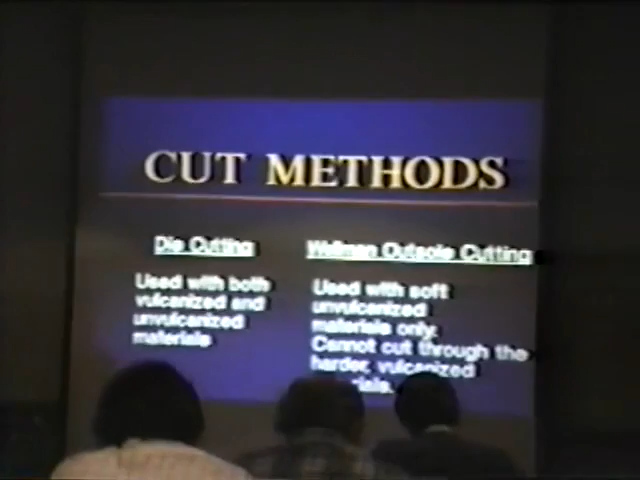 CUT METHODS
Die Cutting
Used with both
vulcanized and
unvulcanized
materials
Wellman Outsole Cutting
Used with soft
unvulcanized
materials only.
Cannot cut through the
harder, vulcanized